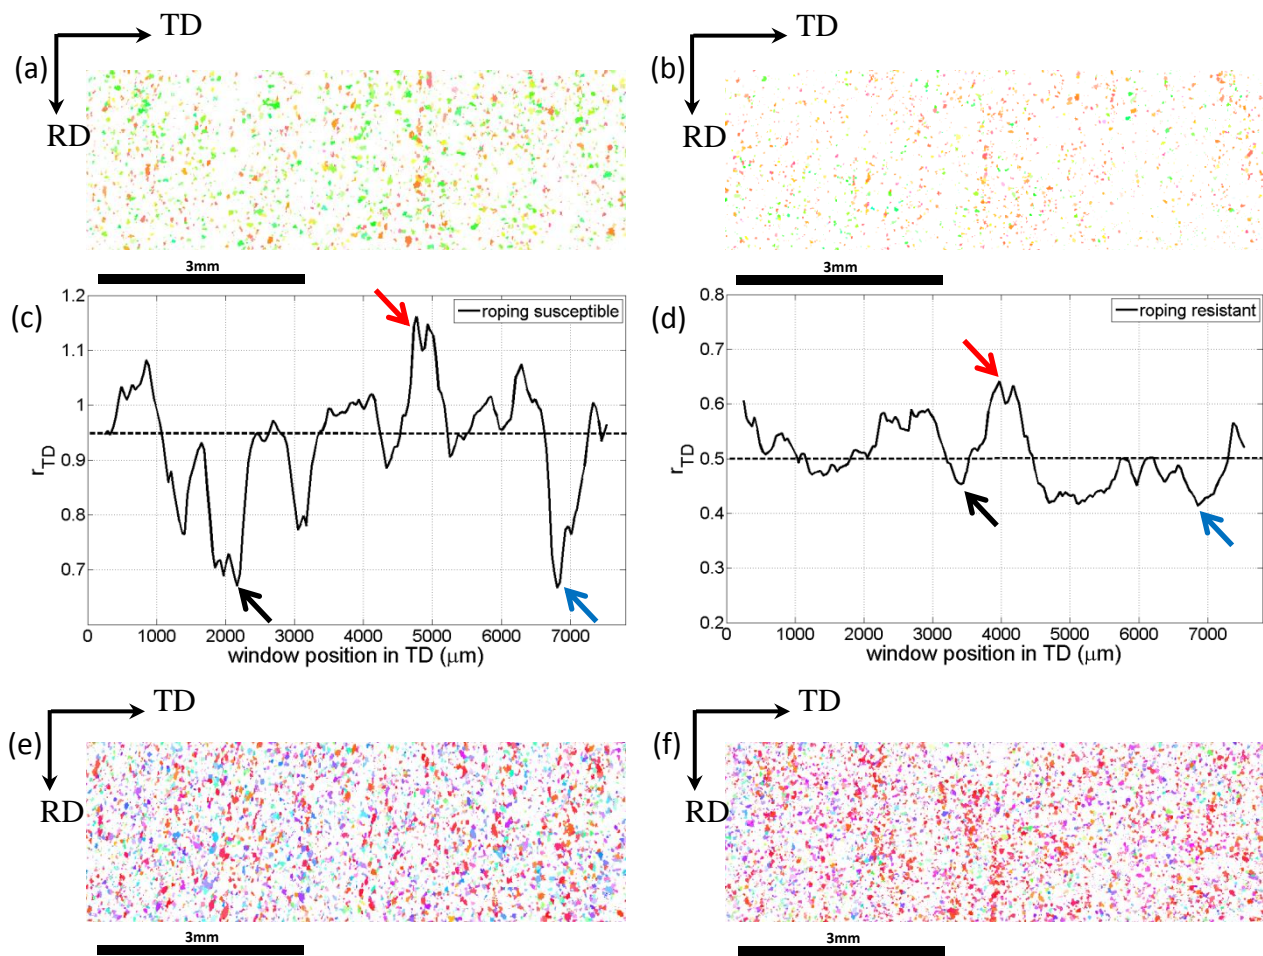 TD
TD
(a)
(b)
RD
RD
3mm
3mm
(c)
1.2
1.1
1
0.9
0.8
0.7
r_TD
roping susceptible
0 1000 2000 3000 4000 5000 6000 7000
window position in TD (μm)
(d)
0.8
0.7
0.6
0.5
0.4
0.3
0.2
r_TD
roping resistant
0 1000 2000 3000 4000 5000 6000 7000
window position in TD (μm)
TD
TD
(e)
(f)
RD
RD
3mm
3mm